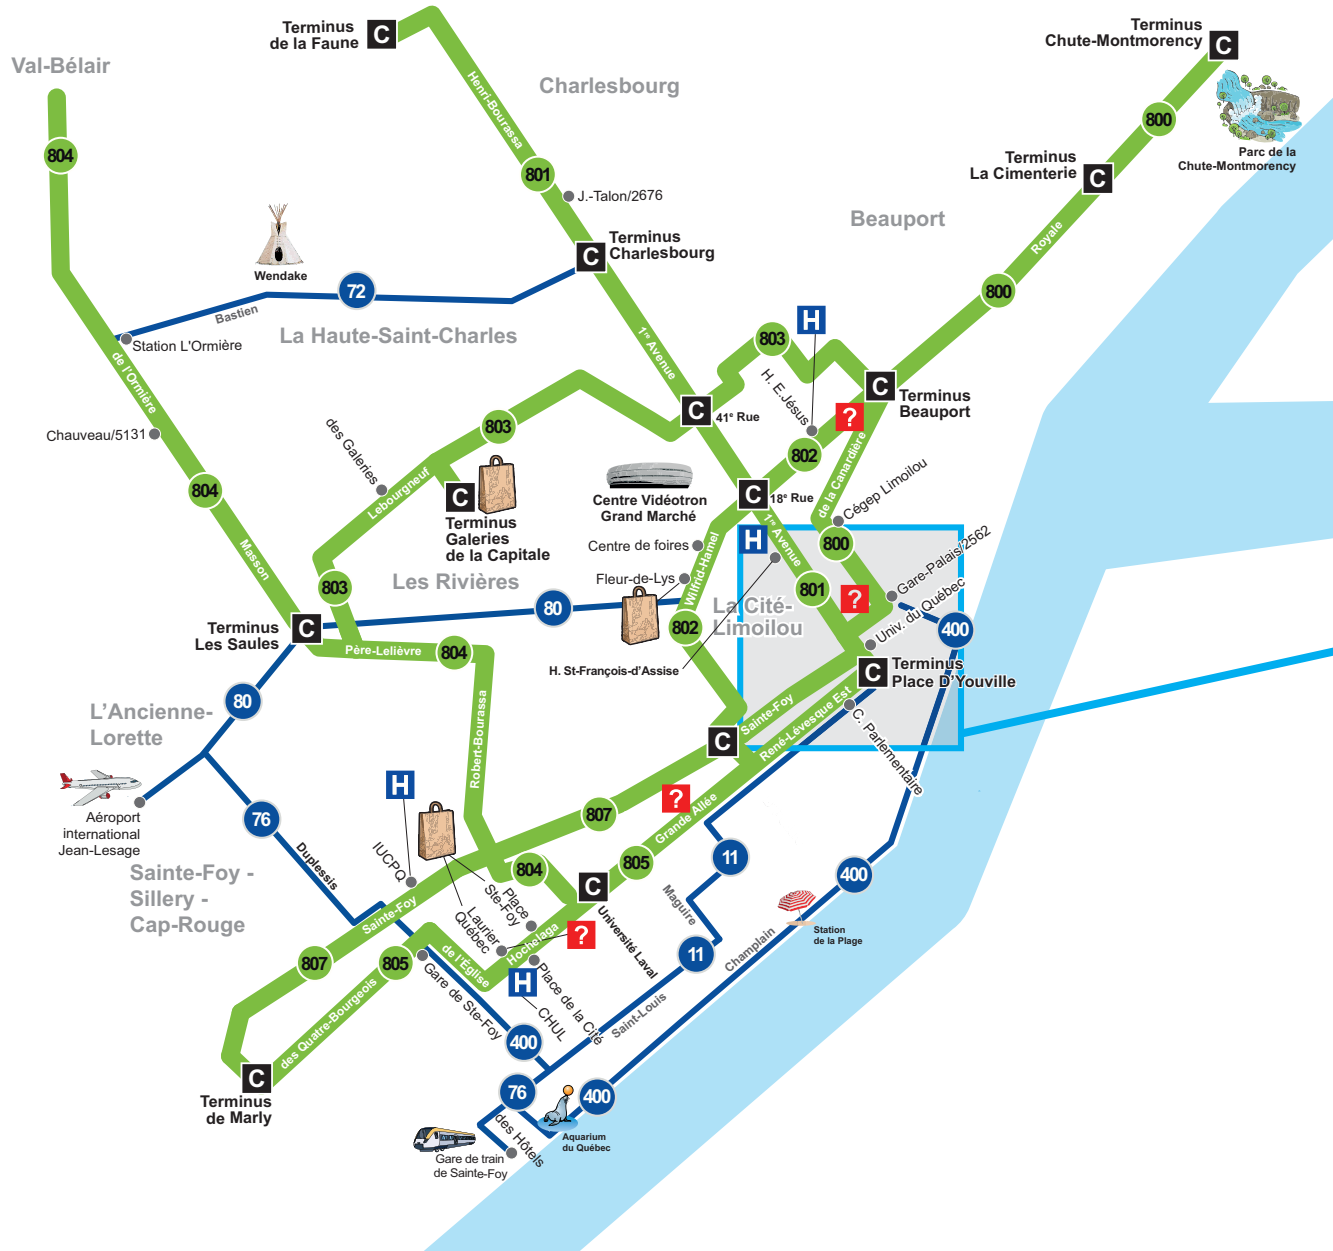 Terminus
de la Faune
C
Terminus
Chute-Montmorency
C
Val-Bélair
Charlesbourg
Henri-Bourassa
804
801
J.-Talon/2676
800
Parc de la
Chute-Montmorency
Terminus
La Cimenterie
C
Beauport
Royale
800
Wendake
Terminus
Charlesbourg
C
72
Bastien
La Haute-Saint-Charles
Station L'Ormière
de l'Ormière
1re Avenue
803
H
H. E.Jésus
C
Terminus
Beauport
?
C
41e Rue
Chauveau/5131
des Galeries
803
Lebourgneuf
802
de la Canardière
804
C
Terminus
Galeries
de la Capitale
Centre Vidéotron
Grand Marché
C
18e Rue
Cégep Limoilou
Masson
Les Rivières
Centre de foires
Fleur-de-Lys
Wilfrid-Hamel
H
1re Avenue
800
Gare-Palais/2562
803
80
801
?
La Cité-
Limoilou
802
Univ. du Québec
400
Terminus
Les Saules
C
Père-Lelièvre
804
H. St-François-d'Assise
C
Terminus
Place D'Youville
80
L'Ancienne-
Lorette
Robert-Bourassa
Sainte-Foy
René-Lévesque Est
C
C. Parlementaire
Aéroport
international
Jean-Lesage
76
H
807
?
Grande Allée
Duplessis
IUCPQ
Sainte-Foy -
Sillery -
Cap-Rouge
Sainte-Foy
Place
Ste-Foy
804
C
805
11
Maguire
400
Laurier
Québec
Hochelaga
?
Université Laval
Station
de la Plage
807
805
de l'Église
H
11
Champlain
Gare de Ste-Foy
Place de la Cité
CHUL
Saint-Louis
des Quatre-Bourgeois
400
C
Terminus
de Marly
76
400
des Hôtels
Aquarium
du Québec
Gare de train
de Sainte-Foy